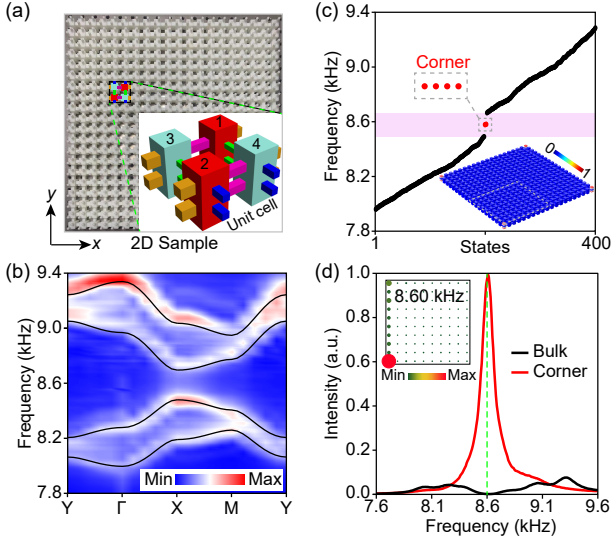 (a)
1
3
4
2
Unit cell
y
x
2D Sample
(b)
9.4
9.0
8.6
8.2
7.8
Frequency (kHz)
Min
Max
Y
Γ
X
M
Y
(c)
9.4
9.0
8.6
8.2
7.8
Frequency (kHz)
Corner
0
1
1
400
States
(d)
1.0
0.8
0.6
0.4
0.2
0.0
Intensity (a.u.)
8.60 kHz
Min
Max
Bulk
Corner
7.6
8.1
8.6
9.1
9.6
Frequency (kHz)